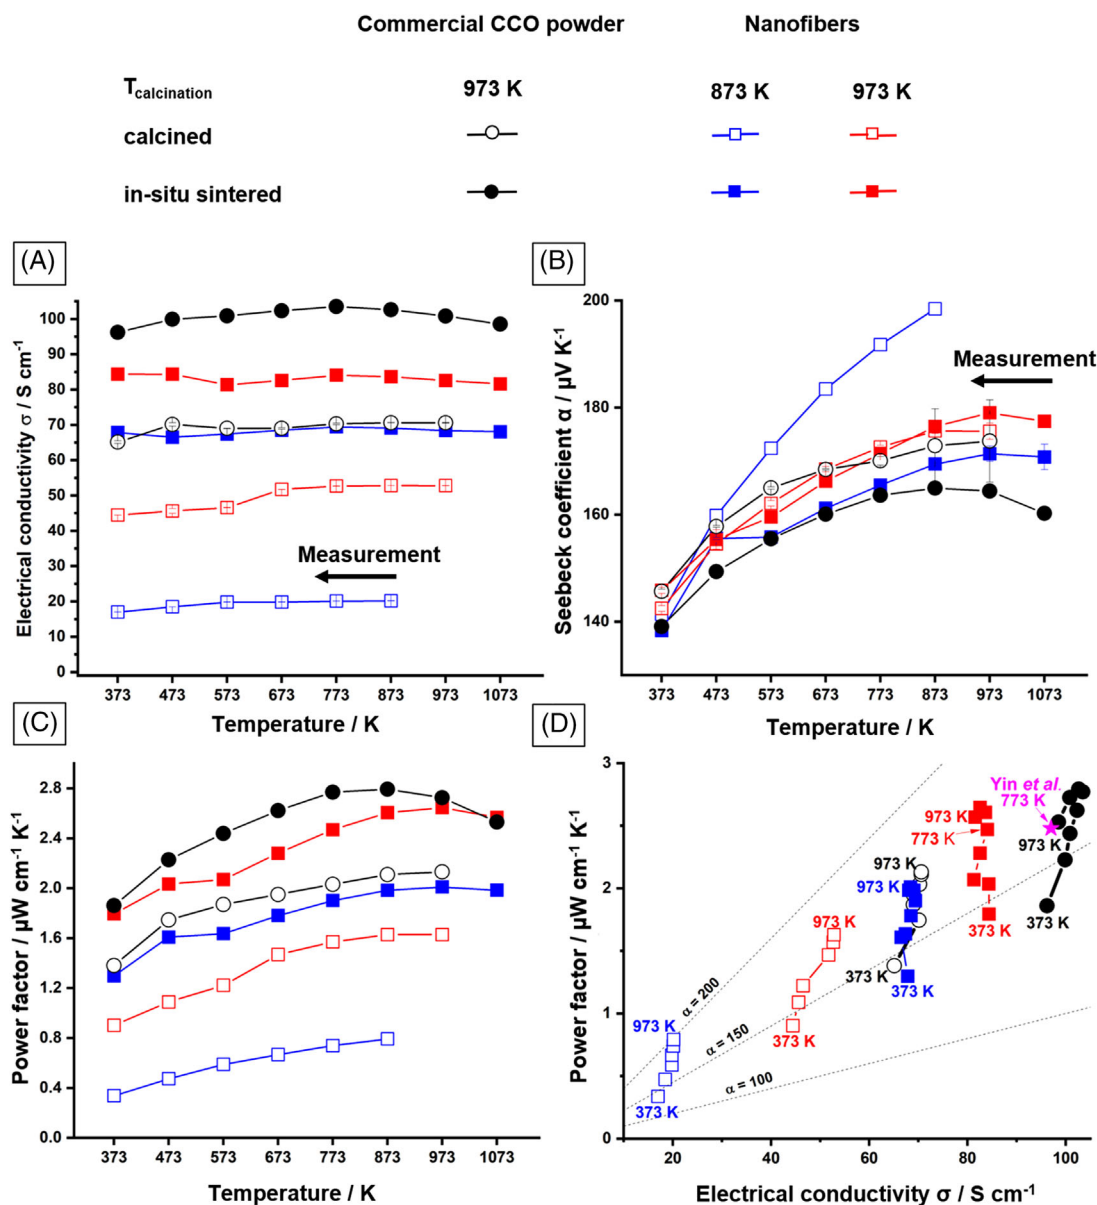 Commercial CCO powder Nanofibers
Tcalcination 973 K 873 K 973 K
calcined
in-situ sintered
(A)
Electrical conductivity σ / S cm-1
100
90
80
70
60
50
40
30
20
10
0
Measurement
373 473 573 673 773 873 973 1073
Temperature / K
(B)
Seebeck coefficient α / µV K-1
200
180
160
140
Measurement
373 473 573 673 773 873 973 1073
Temperature / K
(C)
Power factor / µW cm-1 K-1
2.8
2.4
2.0
1.6
1.2
0.8
0.4
0.0
373 473 573 673 773 873 973 1073
Temperature / K
(D)
Power factor / µW cm-1 K-1
3
2
1
0
Yin et al.
773 K
973 K
773 K
973 K
973 K
973 K
973 K
373 K
373 K
373 K
373 K
α = 200
973 K
α = 150
373 K
α = 100
373 K
20 40 60 80 100
Electrical conductivity σ / S cm-1